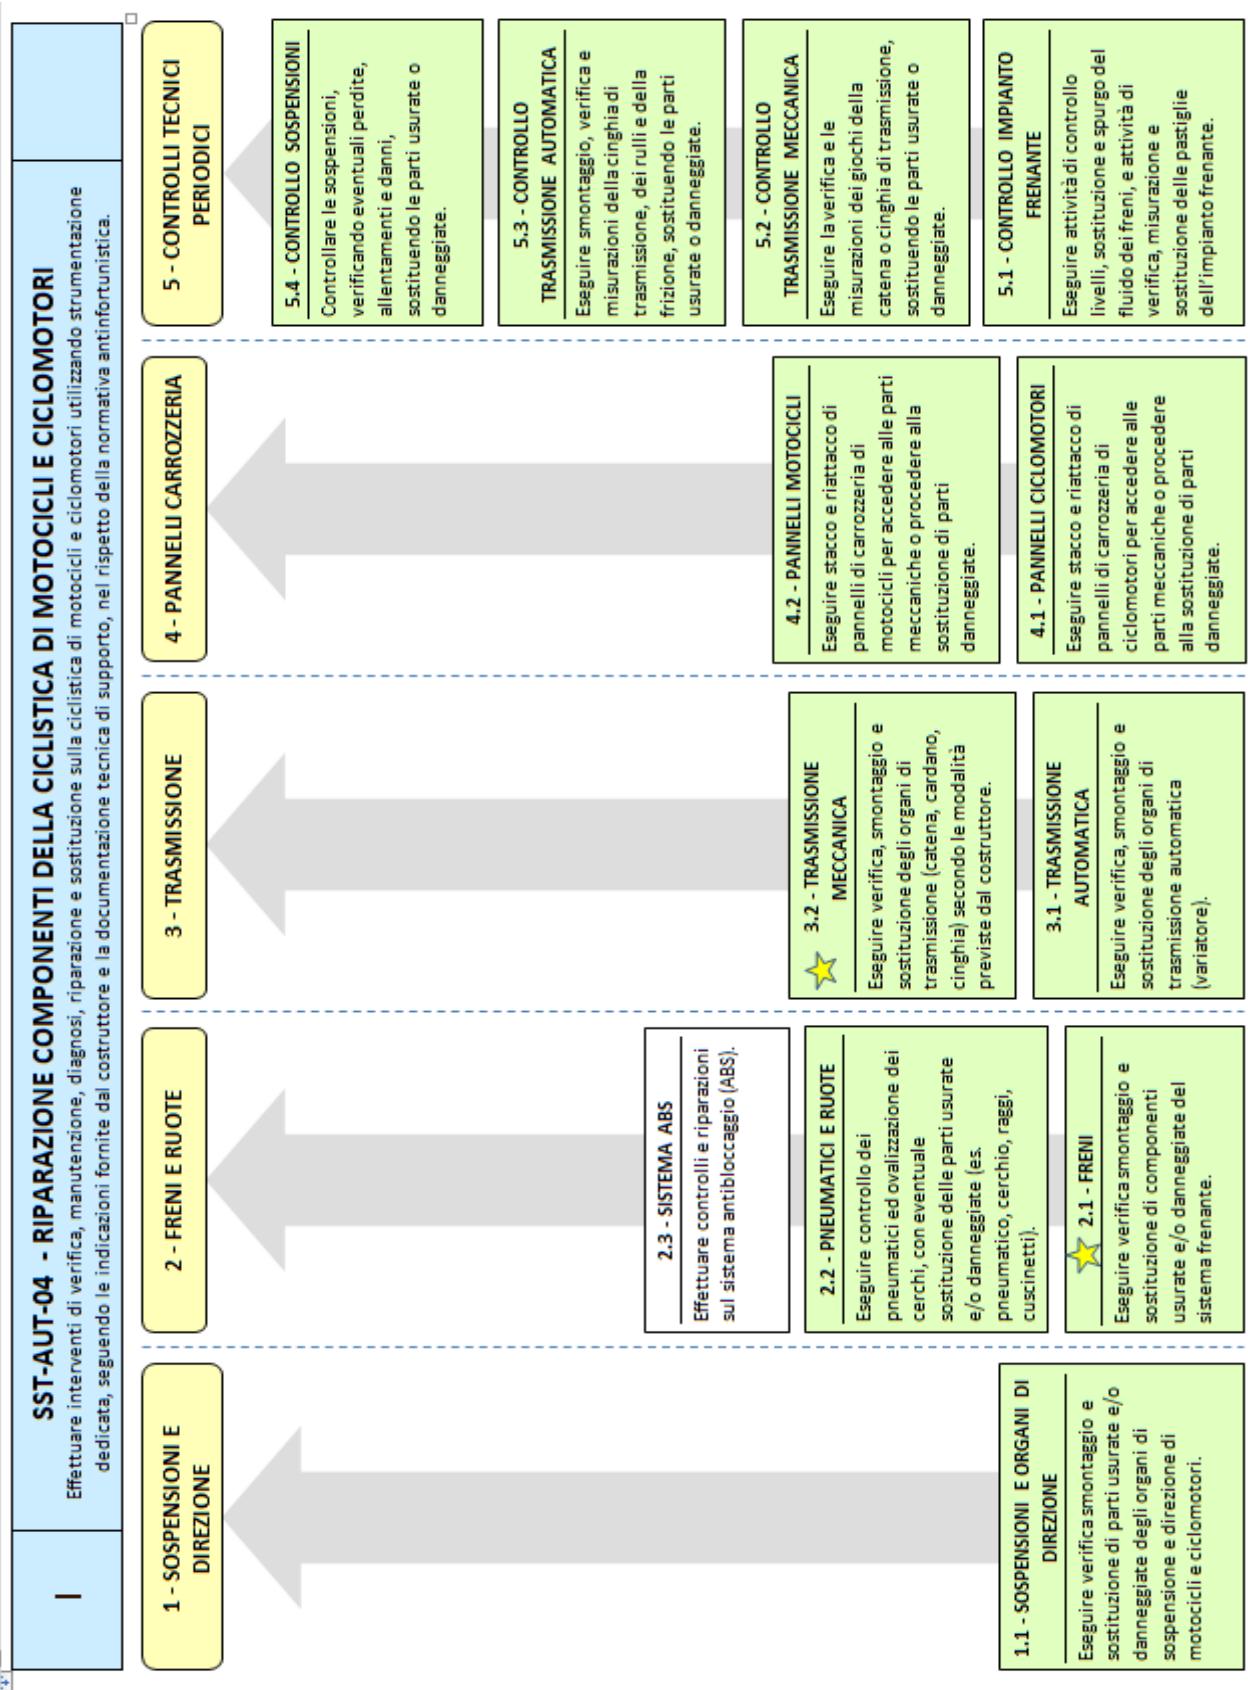 I
SST-AUT-04 - RIPARAZIONE COMPONENTI DELLA CICLISTICA DI MOTOCICLI E CICLOMOTORI
Effettuare interventi di verifica, manutenzione, diagnosi, riparazione e sostituzione sulla ciclistica di motocicli e ciclomotori utilizzando strumentazione
dedicata, seguendo le indicazioni fornite dal costruttore e la documentazione tecnica di supporto, nel rispetto della normativa antinfortunistica.
1 - SOSPENSIONI E
DIREZIONE
1.1 - SOSPENSIONI E ORGANI DI
DIREZIONE
Eseguire verifica smontaggio e
sostituzione di parti usurate e/o
danneggiate degli organi di
sospensione e direzione di
motocicli e ciclomotori.
2 - FRENI E RUOTE
2.3 - SISTEMA ABS
Effettuare controlli e riparazioni
sul sistema antibloccaggio (ABS).
2.2 - PNEUMATICI E RUOTE
Eseguire controllo dei
pneumatici ed ovalizzazione dei
cerchi, con eventuale
sostituzione delle parti usurate
e/o danneggiate (es.
pneumatico, cerchio, raggi,
cuscinetti).
2.1 - FRENI
Eseguire verifica smontaggio e
sostituzione di componenti
usurate e/o danneggiate del
sistema frenante.
3 - TRASMISSIONE
3.2 - TRASMISSIONE
MECCANICA
Eseguire verifica, smontaggio e
sostituzione degli organi di
trasmissione (catena, cardano,
cinghia) secondo le modalità
previste dal costruttore.
3.1 - TRASMISSIONE
AUTOMATICA
Eseguire verifica, smontaggio e
sostituzione degli organi di
trasmissione automatica
(variatore).
4 - PANNELLI CARROZZERIA
4.2 - PANNELLI MOTOCICLI
Eseguire stacco e riattacco di
pannelli di carrozzeria di
motocicli per accedere alle parti
meccaniche o procedere alla
sostituzione di parti
danneggiate.
4.1 - PANNELLI CICLOMOTORI
Eseguire stacco e riattacco di
pannelli di carrozzeria di
ciclomotori per accedere alle
parti meccaniche o procedere
alla sostituzione di parti
danneggiate.
5 - CONTROLLI TECNICI
PERIODICI
5.4 - CONTROLLO SOSPENSIONI
Controllare le sospensioni,
verificando eventuali perdite,
allentamenti e danni,
sostituendo le parti usurate o
danneggiate.
5.3 - CONTROLLO
TRASMISSIONE AUTOMATICA
Eseguire smontaggio, verifica e
misurazioni della cinghia di
trasmissione, dei rulli e della
frizione, sostituendo le parti
usurate o danneggiate.
5.2 - CONTROLLO
TRASMISSIONE MECCANICA
Eseguire la verifica e le
misurazioni dei giochi della
catena o cinghia di trasmissione,
sostituendo le parti usurate o
danneggiate.
5.1 - CONTROLLO IMPIANTO
FRENANTE
Eseguire attività di controllo
livelli, sostituzione e spurgo del
fluido dei freni, e attività di
verifica, misurazione e
sostituzione delle pastiglie
dell'impianto frenante.